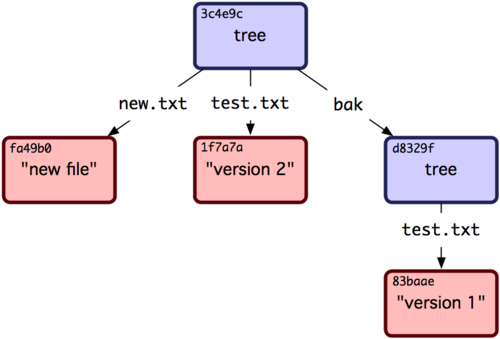 3c4e9c
tree
new.txt test.txt bak
fa49b0
"new file"
1f7a7a
"version 2"
d8329f
tree
test.txt
83baae
"version 1"